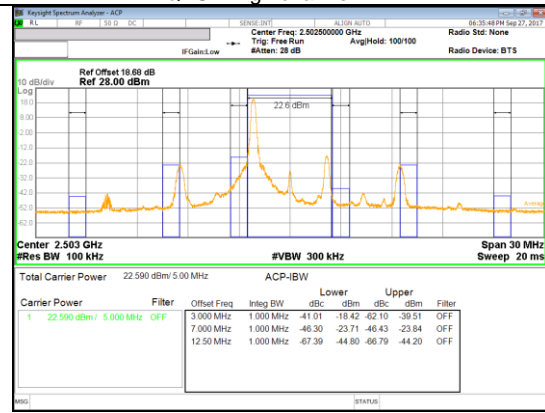 Keysight Spectrum Analyzer - ACP
RL RF 50 Ω DC SENSE:INT ALIGN AUTO 06:35:48 PM Sep 27, 2017
Center Freq: 2.502500000 GHz Radio Std: None
Trig: Free Run Avg|Hold: 100/100
IFGain:Low #Atten: 28 dB Radio Device: BTS
Ref Offset 18.68 dB
10 dB/div Ref 28.00 dBm
Log
18.0
8.00
-2.00
-12.0
-22.0
-32.0
-42.0
-52.0
-62.0
22.6 dBm
Average
Center 2.503 GHz Span 30 MHz
#Res BW 100 kHz #VBW 300 kHz Sweep 20 ms
Total Carrier Power 22.590 dBm/ 5.00 MHz ACP-IBW
Lower Upper
Carrier Power Filter Offset Freq Integ BW dBc dBm dBc dBm Filter
1 22.590 dBm / 5.000 MHz OFF 3.000 MHz 1.000 MHz -41.01 -18.42 -62.10 -39.51 OFF
7.000 MHz 1.000 MHz -46.30 -23.71 -46.43 -23.84 OFF
12.50 MHz 1.000 MHz -67.39 -44.80 -66.79 -44.20 OFF
MSG STATUS